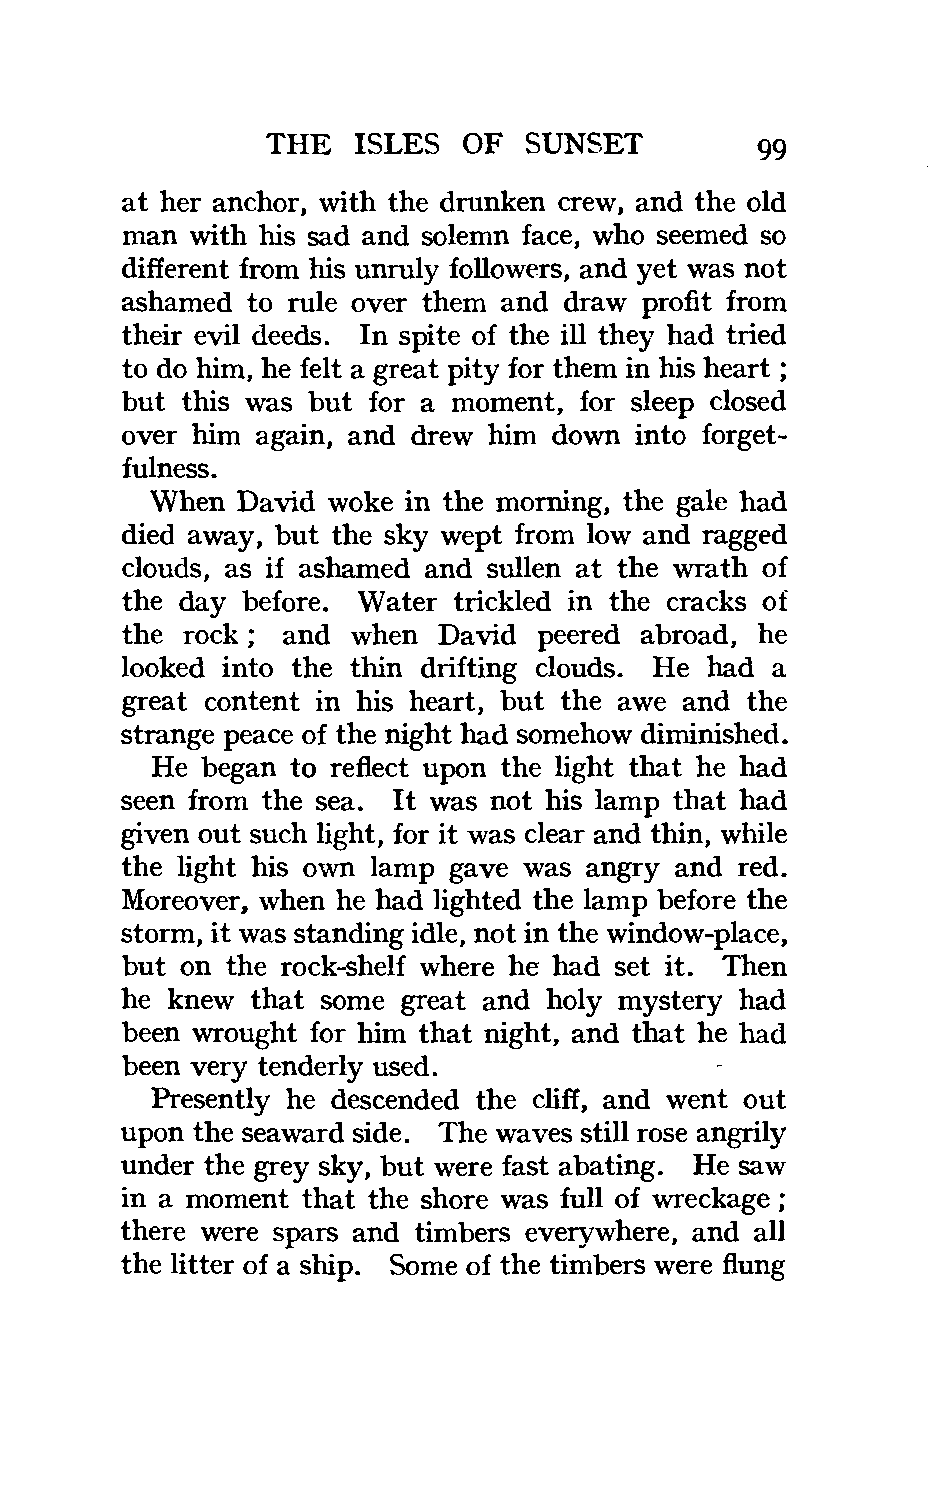 THE ISLES OF SUNSET 99
at her anchor, with the drunken crew, and the old
man with his sad and solemn face, who seemed so
different from his unruly followers, and yet was not
ashamed to rule over them and draw profit from
their evil deeds. In spite of the ill they had tried
to do him, he felt a great pity for them in his heart ;
but this was but for a moment, for sleep closed
over him again, and drew him down into forget-
fulness.
When David woke in the morning, the gale had
died away, but the sky wept from low and ragged
clouds, as if ashamed and sullen at the wrath of
the day before. Water trickled in the cracks of
the rock ; and when David peered abroad, he
looked into the thin drifting clouds. He had a
great content in his heart, but the awe and the
strange peace of the night had somehow diminished.
He began to reflect upon the light that he had
seen from the sea. It was not his lamp that had
given out such light, for it was clear and thin, while
the light his own lamp gave was angry and red.
Moreover, when he had lighted the lamp before the
storm, it was standing idle, not in the window-place,
but on the rock-shelf where he had set it. Then
he knew that some great and holy mystery had
been wrought for him that night, and that he had
been very tenderly used.
Presently he descended the cliff, and went out
upon the seaward side. The waves still rose angrily
under the grey sky, but were fast abating. He saw
in a moment that the shore was full of wreckage ;
there were spars and timbers everywhere, and all
the litter of a ship. Some of the timbers were flung